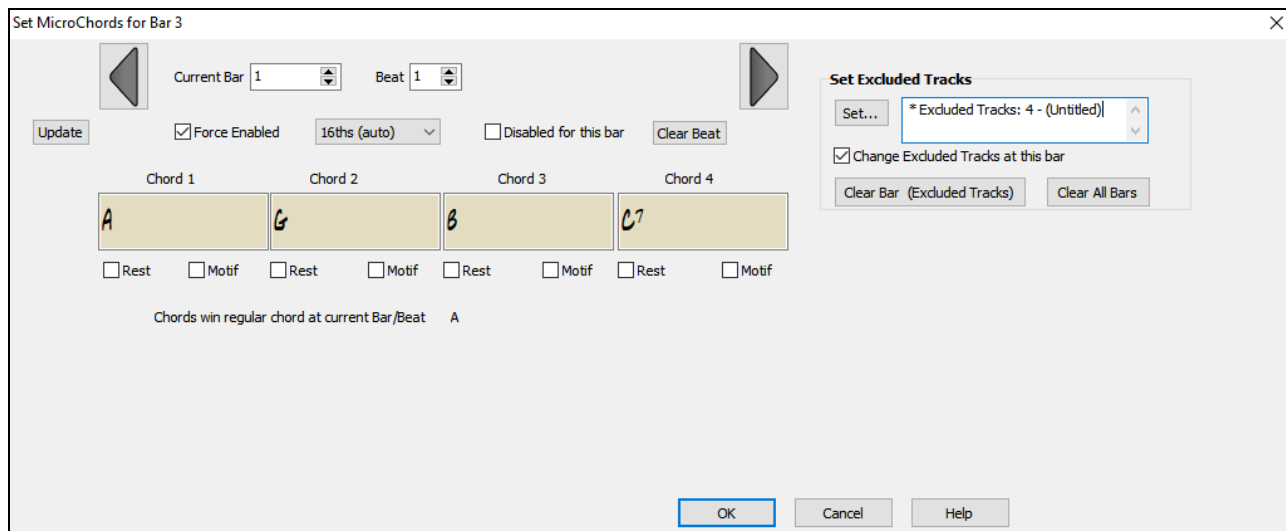 Set MicroChords for Bar 3
Current Bar 1 Beat 1
Update Force Enabled 16ths (auto) Disabled for this bar Clear Beat
Chord 1 Chord 2 Chord 3 Chord 4
A G B C7
Rest Motif Rest Motif Rest Motif Rest Motif
Chords win regular chord at current Bar/Beat A
Set Excluded Tracks
Set... * Excluded Tracks: 4 - (Untitled)
Change Excluded Tracks at this bar
Clear Bar (Excluded Tracks) Clear All Bars
OK Cancel Help